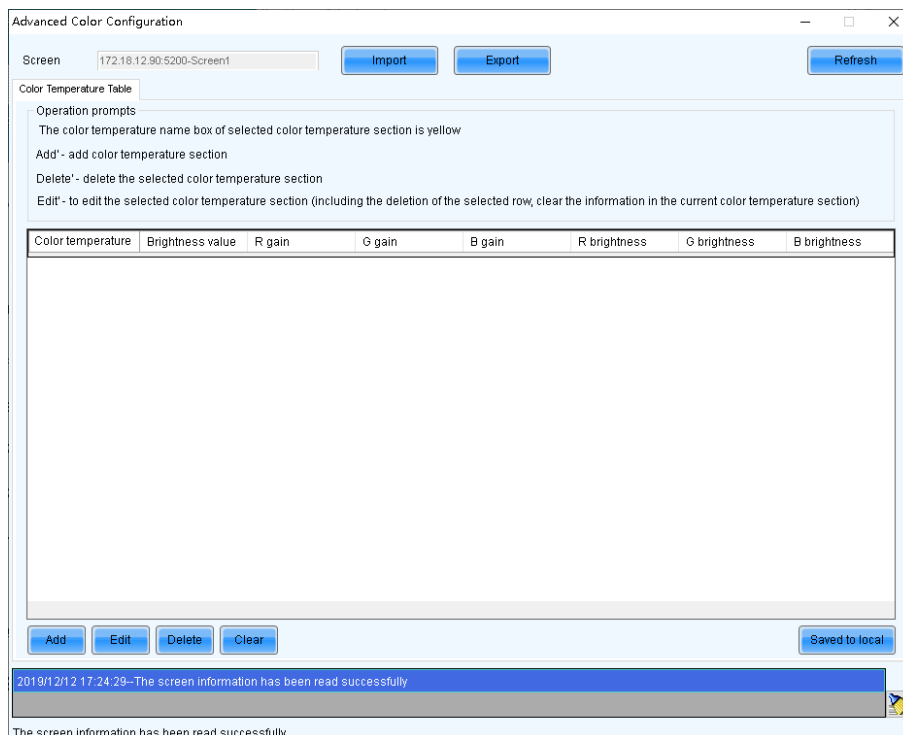 Advanced Color Configuration
Screen 172.18.12.90:5200-Screen1 Import Export Refresh
Color Temperature Table
Operation prompts
The color temperature name box of selected color temperature section is yellow
Add' - add color temperature section
Delete' - delete the selected color temperature section
Edit' - to edit the selected color temperature section (including the deletion of the selected row, clear the information in the current color temperature section)
Color temperature Brightness value R gain G gain B gain R brightness G brightness B brightness
Add Edit Delete Clear Saved to local
2019/12/12 17:24:29--The screen information has been read successfully
The screen information has been read successfully